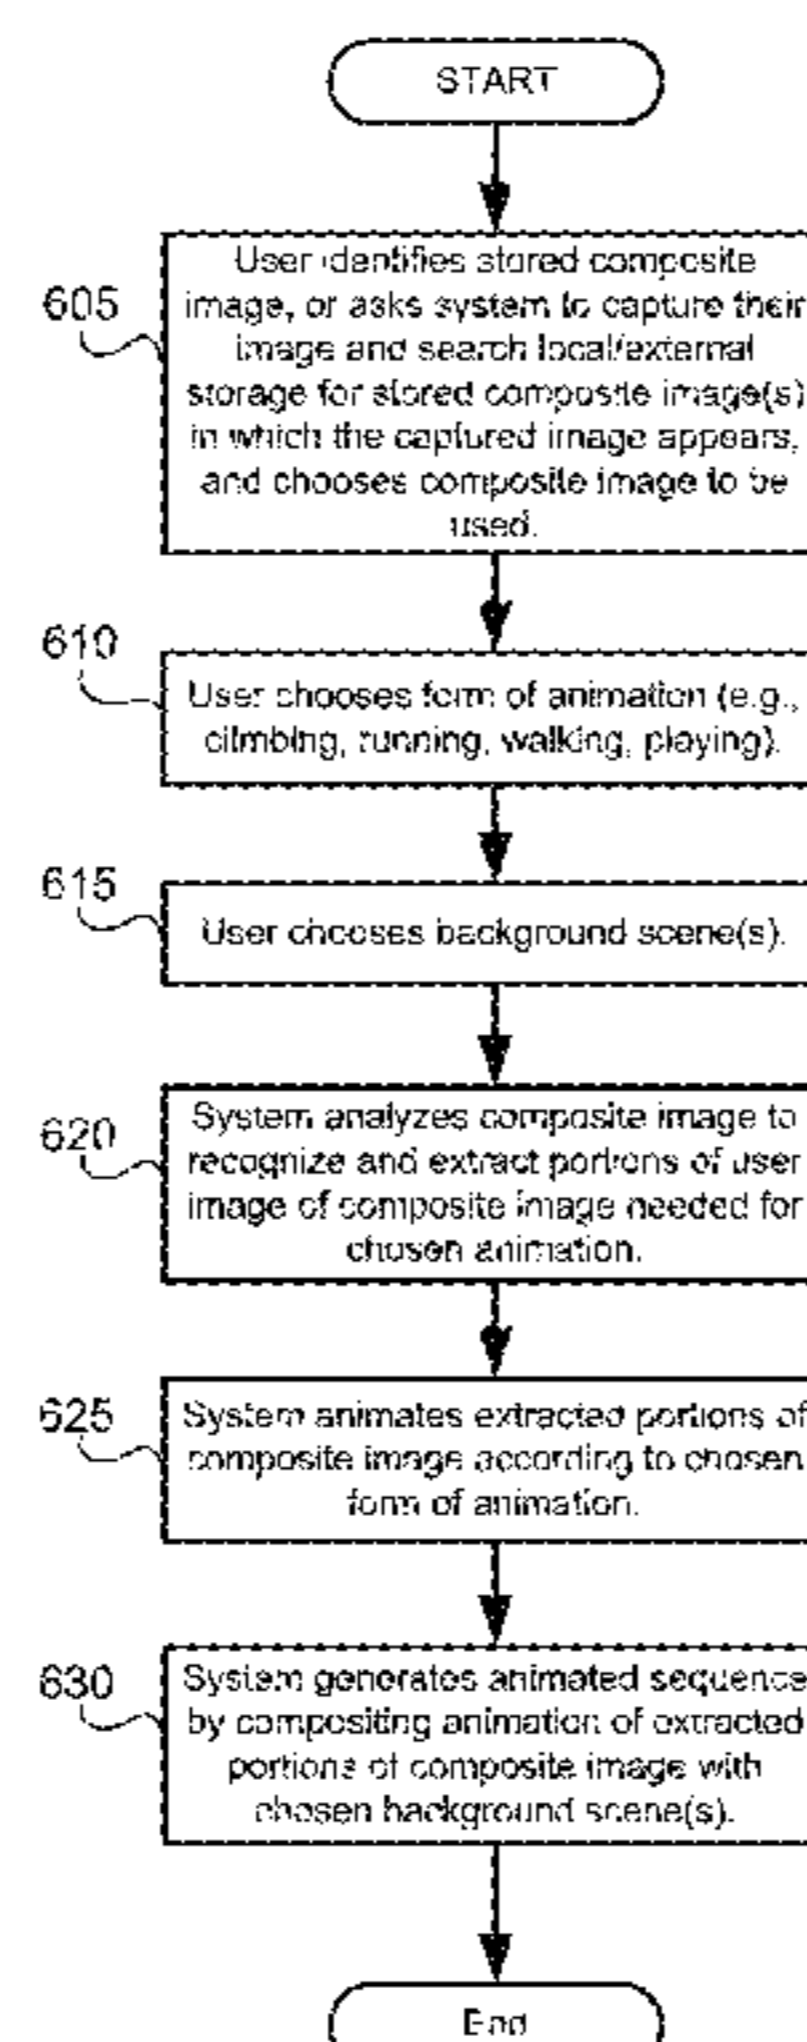 START
605
User identifies stored composite
image, or asks system to capture their
image and search local/external
storage for stored composite image(s)
in which the captured image appears,
and chooses composite image to be
used.
610
User chooses form of animation (e.g.,
climbing, running, walking, playing).
615
User chooses background scene(s).
620
System analyzes composite image to
recognize and extract portions of user
image of composite image needed for
chosen animation.
625
System animates extracted portions of
composite image according to chosen
form of animation.
630
System generates animated sequence
by compositing animation of extracted
portions of composite image with
chosen background scene(s).
End